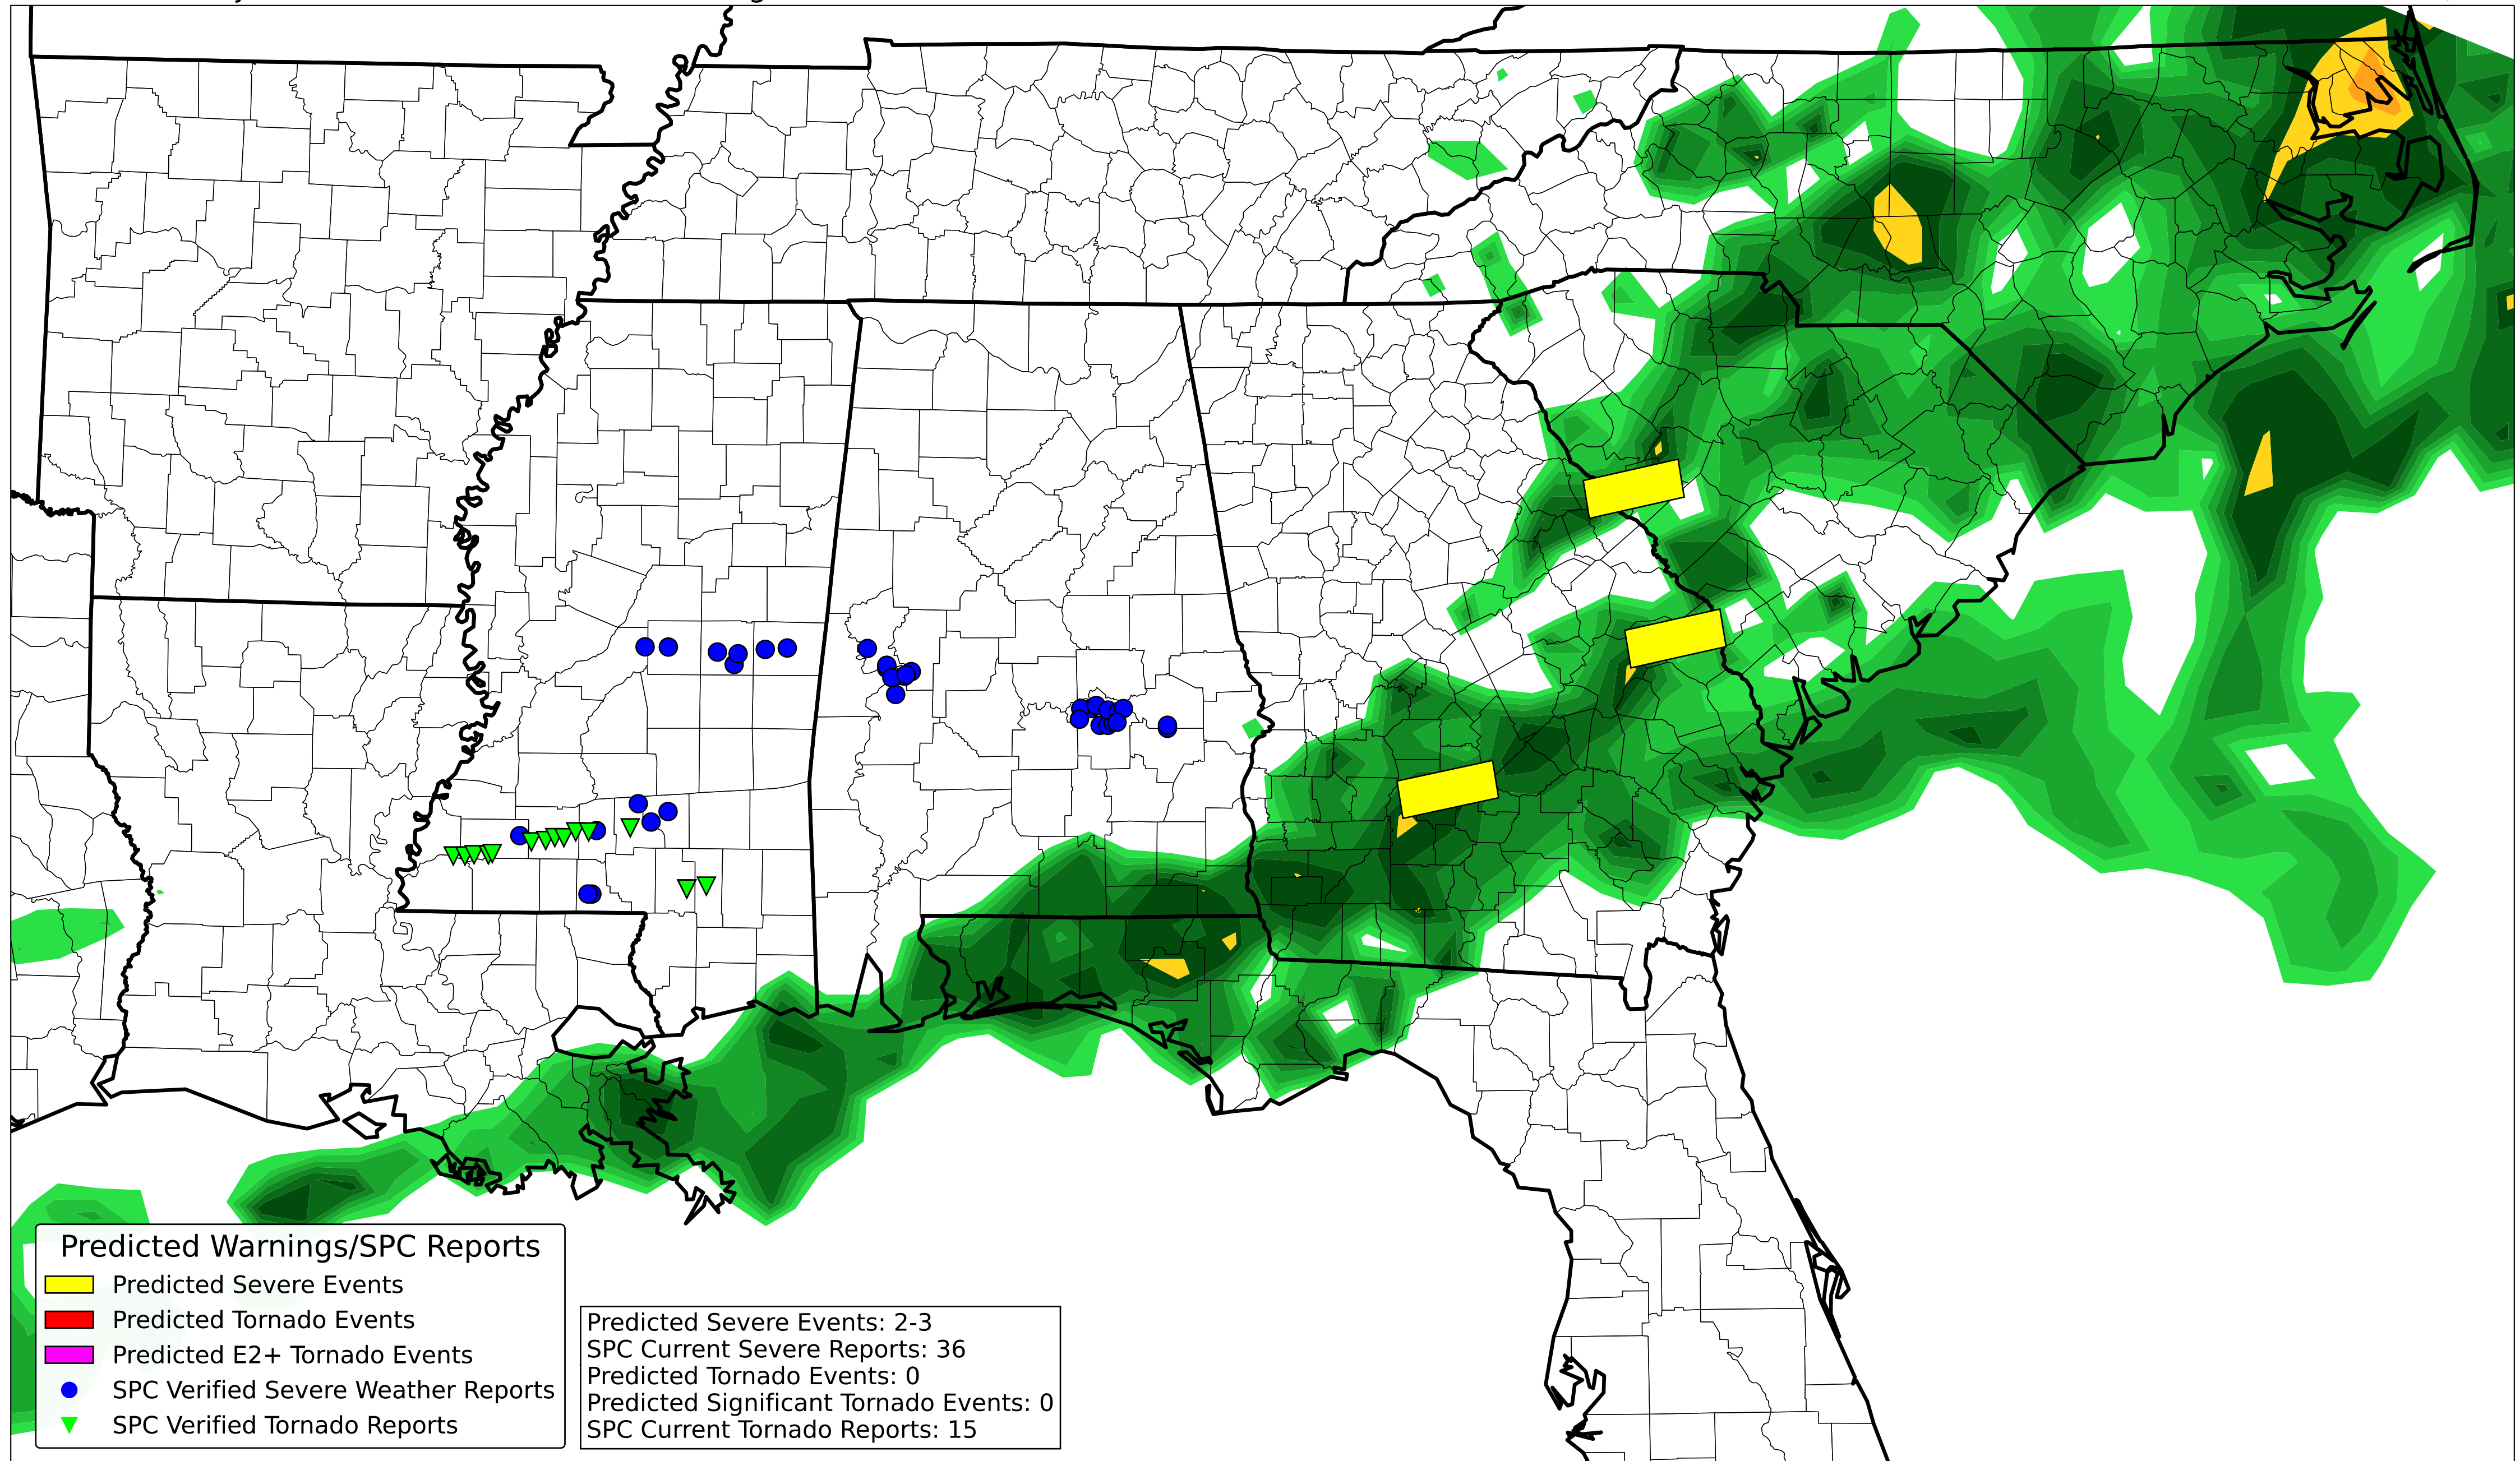 Predicted Warnings/SPC Reports
Predicted Severe Events
Predicted Tornado Events
Predicted E2+ Tornado Events
SPC Verified Severe Weather Reports
SPC Verified Tornado Reports
Predicted Severe Events: 2-3
SPC Current Severe Reports: 36
Predicted Tornado Events: 0
Predicted Significant Tornado Events: 0
SPC Current Tornado Reports: 15